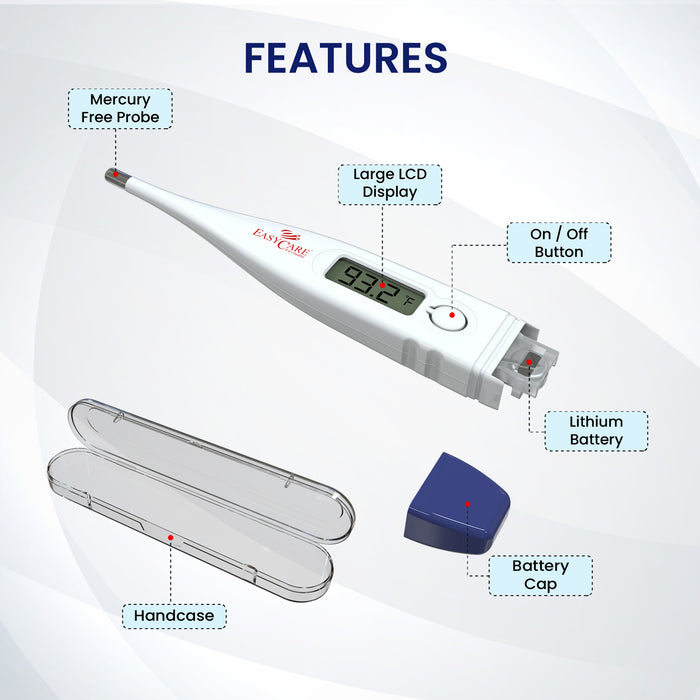 FEATURES
Mercury
Free Probe
Large LCD
Display
On / Off
Button
EASYCARE
93.2 °F
Lithium
Battery
Battery
Cap
Handcase